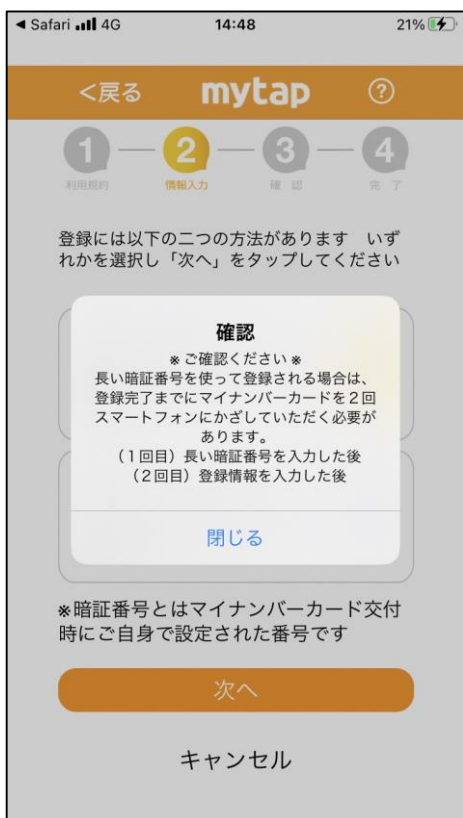 ◀ Safari 4G 14:48 21%
<戻る mytap ?
1 2 3 4
利用規約 情報入力 確 認 完 了
登録には以下の二つの方法があります　いず
れかを選択し「次へ」をタップしてください
確認
※ ご確認ください ※
長い暗証番号を使って登録される場合は、
登録完了までにマイナンバーカードを２回
スマートフォンにかざしていただく必要が
あります。
（１回目）長い暗証番号を入力した後
（２回目）登録情報を入力した後
閉じる
※暗証番号とはマイナンバーカード交付
時にご自身で設定された番号です
次へ
キャンセル